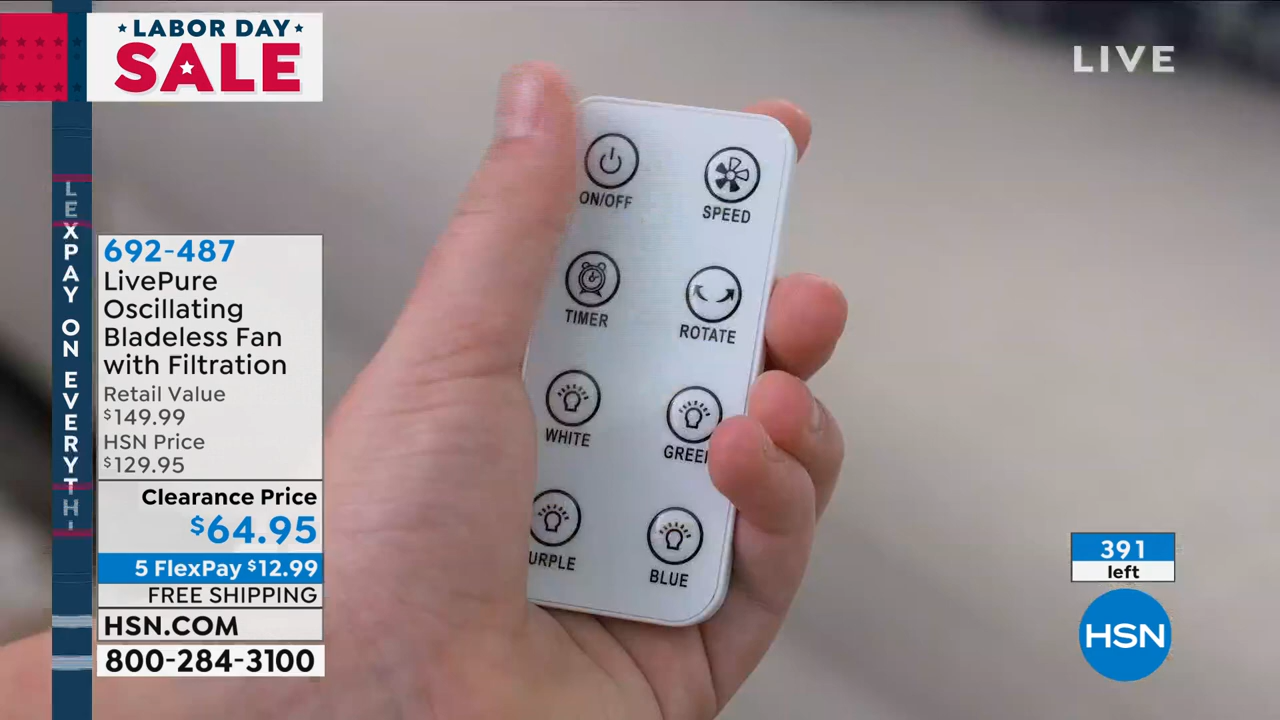 LABOR DAY
SALE
LIVE
LEXPAY ON EVERYTHI
692-487
LivePure
Oscillating
Bladeless Fan
with Filtration
Retail Value
$149.99
HSN Price
$129.95
Clearance Price
$64.95
5 FlexPay $12.99
FREE SHIPPING
HSN.COM
800-284-3100
ON/OFF
SPEED
TIMER
ROTATE
WHITE
GREEN
URPLE
BLUE
391
left
HSN